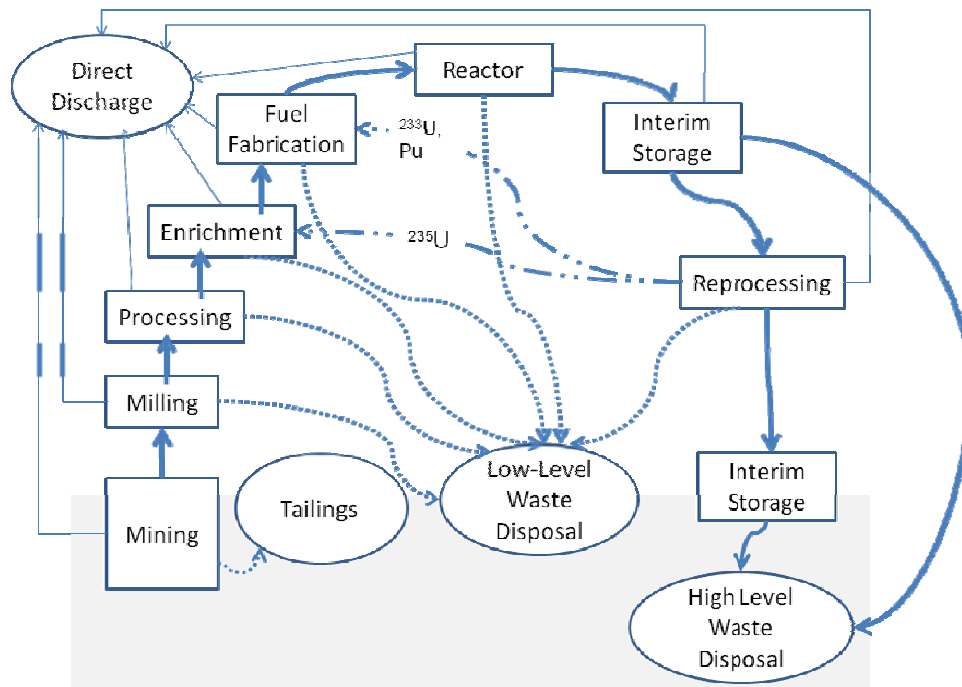 Direct
Discharge
Reactor
Fuel
Fabrication
²³³U,
Pu
Interim
Storage
Enrichment
²³⁵U
Reprocessing
Processing
Milling
Mining
Tailings
Low-Level
Waste
Disposal
Interim
Storage
High Level
Waste
Disposal